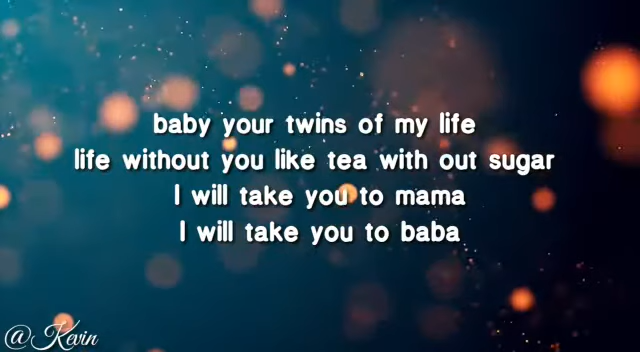 baby your twins of my life
life without you like tea with out sugar
I will take you to mama
I will take you to baba
@Kevin